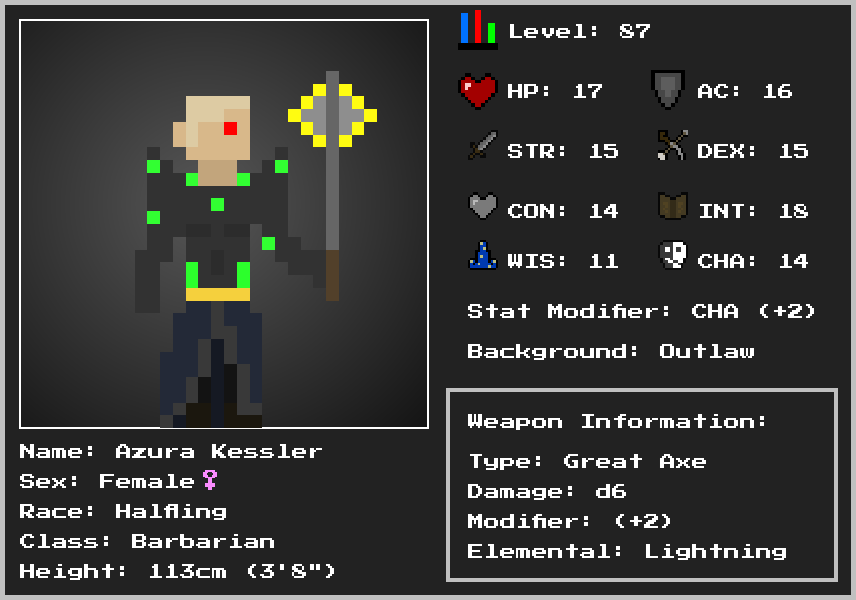 Level: 87
HP: 17
AC: 16
STR: 15
DEX: 15
CON: 14
INT: 18
WIS: 11
CHA: 14
Stat Modifier: CHA (+2)
Background: Outlaw
Name: Azura Kessler
Sex: Female♀
Race: Halfling
Class: Barbarian
Height: 113cm (3'8")
Weapon Information:
Type: Great Axe
Damage: d6
Modifier: (+2)
Elemental: Lightning